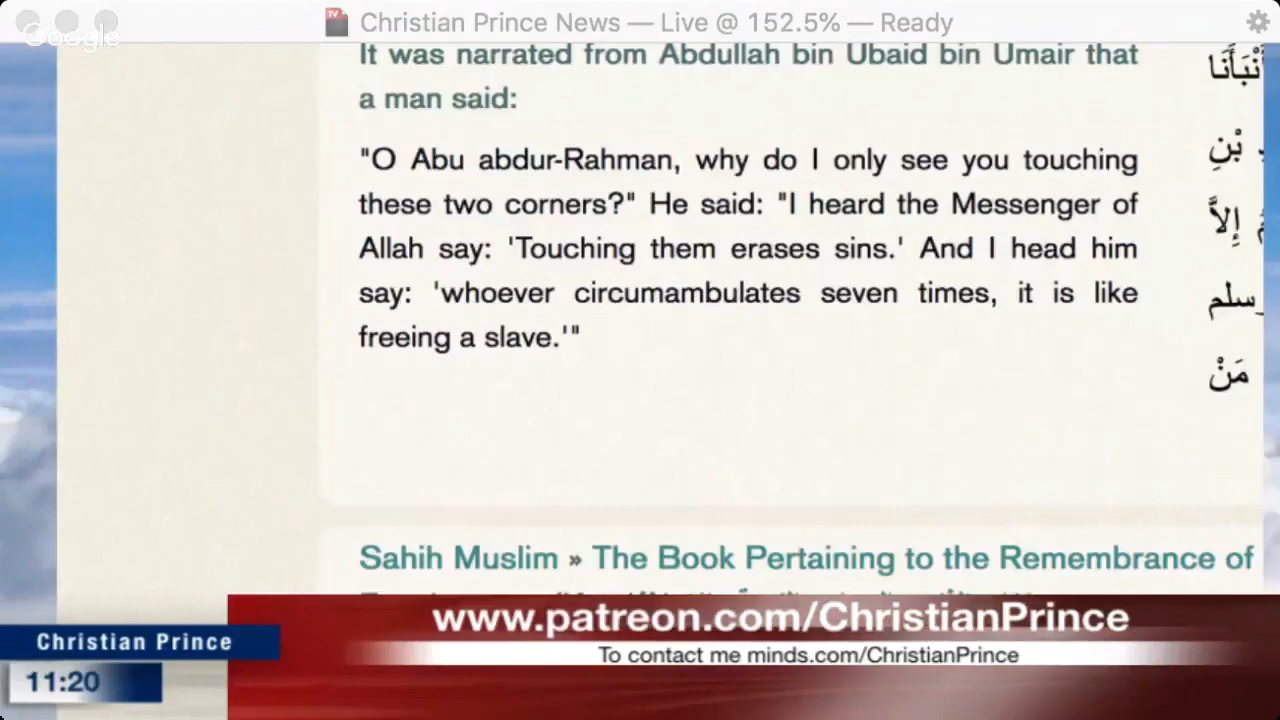 Christian Prince News — Live @ 152.5% — Ready
Google
It was narrated from Abdullah bin Ubaid bin Umair that
a man said:
"O Abu abdur-Rahman, why do I only see you touching
these two corners?" He said: "I heard the Messenger of
Allah say: 'Touching them erases sins.' And I head him
say: 'whoever circumambulates seven times, it is like
freeing a slave.'"
أَنْبَأَنَا
بْنِ
إِلاَّ
سلم
مَنْ
Sahih Muslim » The Book Pertaining to the Remembrance of
www.patreon.com/ChristianPrince
To contact me minds.com/ChristianPrince
Christian Prince
11:20